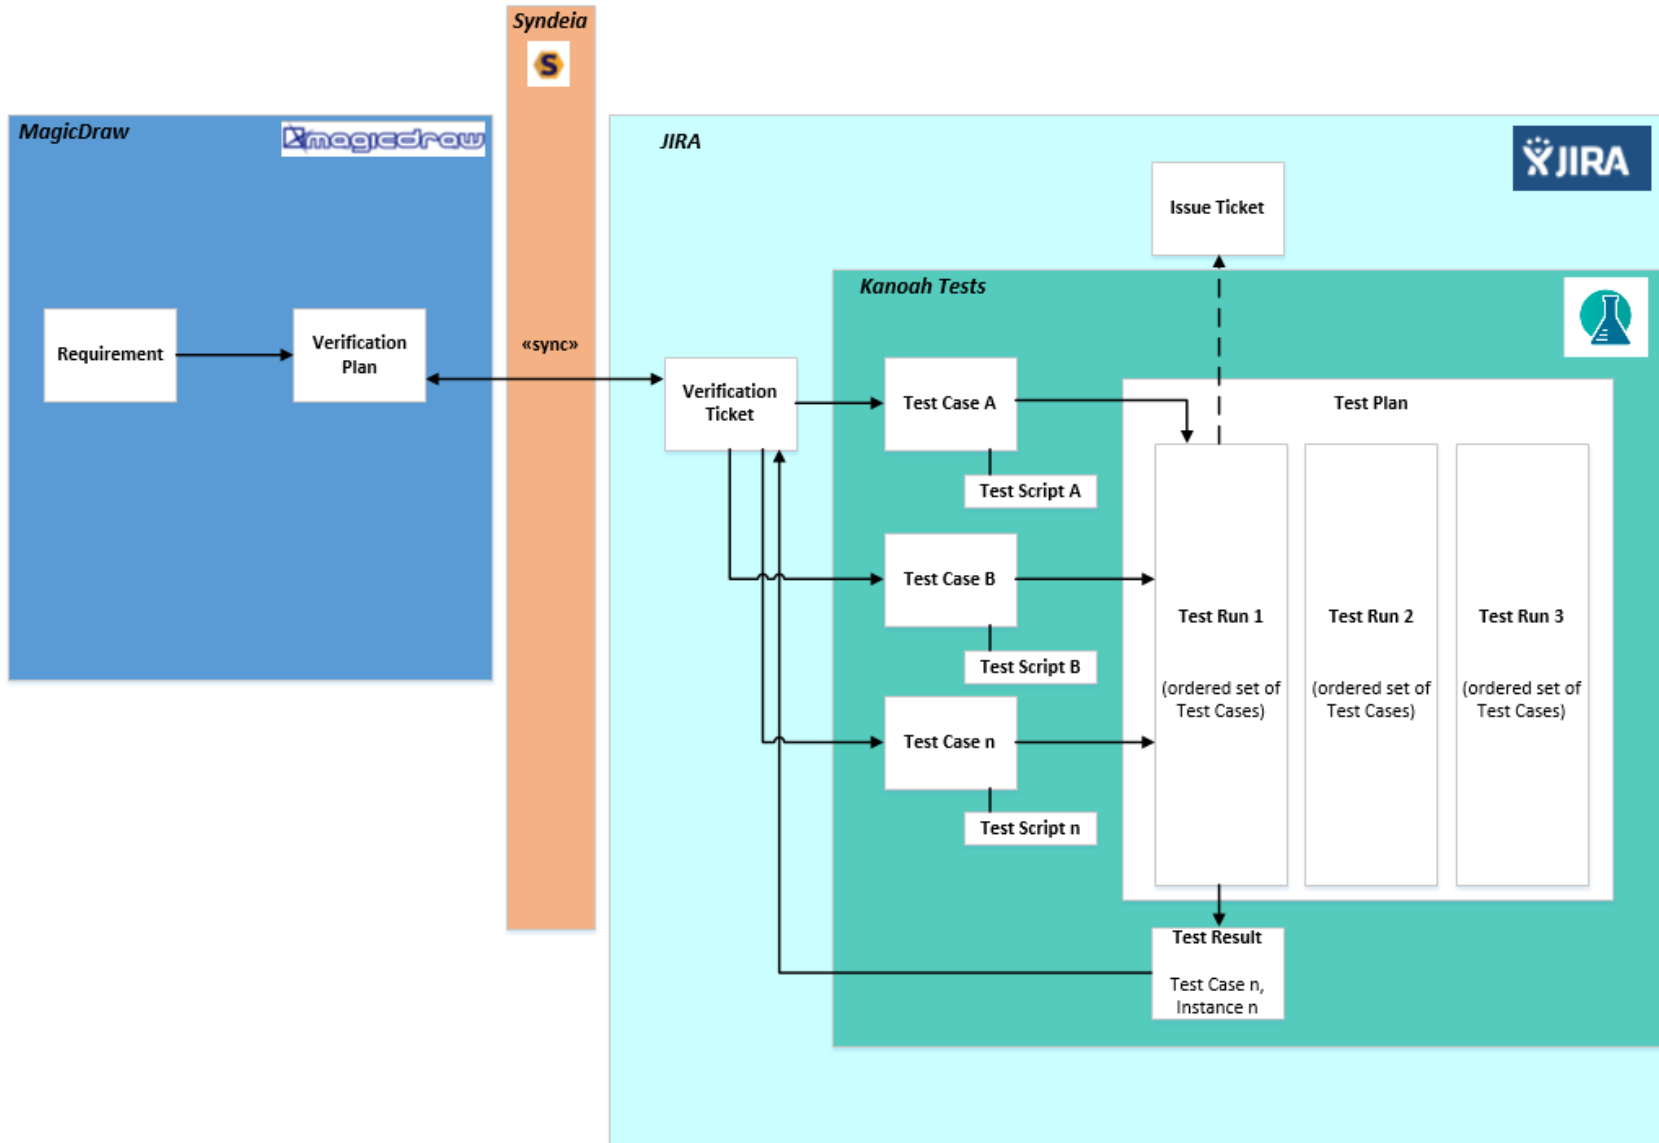 Syndeia
S
MagicDraw
magicdraw
JIRA
JIRA
Issue Ticket
Kanoah Tests
Requirement
Verification
Plan
«sync»
Verification
Ticket
Test Case A
Test Script A
Test Case B
Test Script B
Test Case n
Test Script n
Test Plan
Test Run 1
(ordered set of
Test Cases)
Test Run 2
(ordered set of
Test Cases)
Test Run 3
(ordered set of
Test Cases)
Test Result
Test Case n,
Instance n